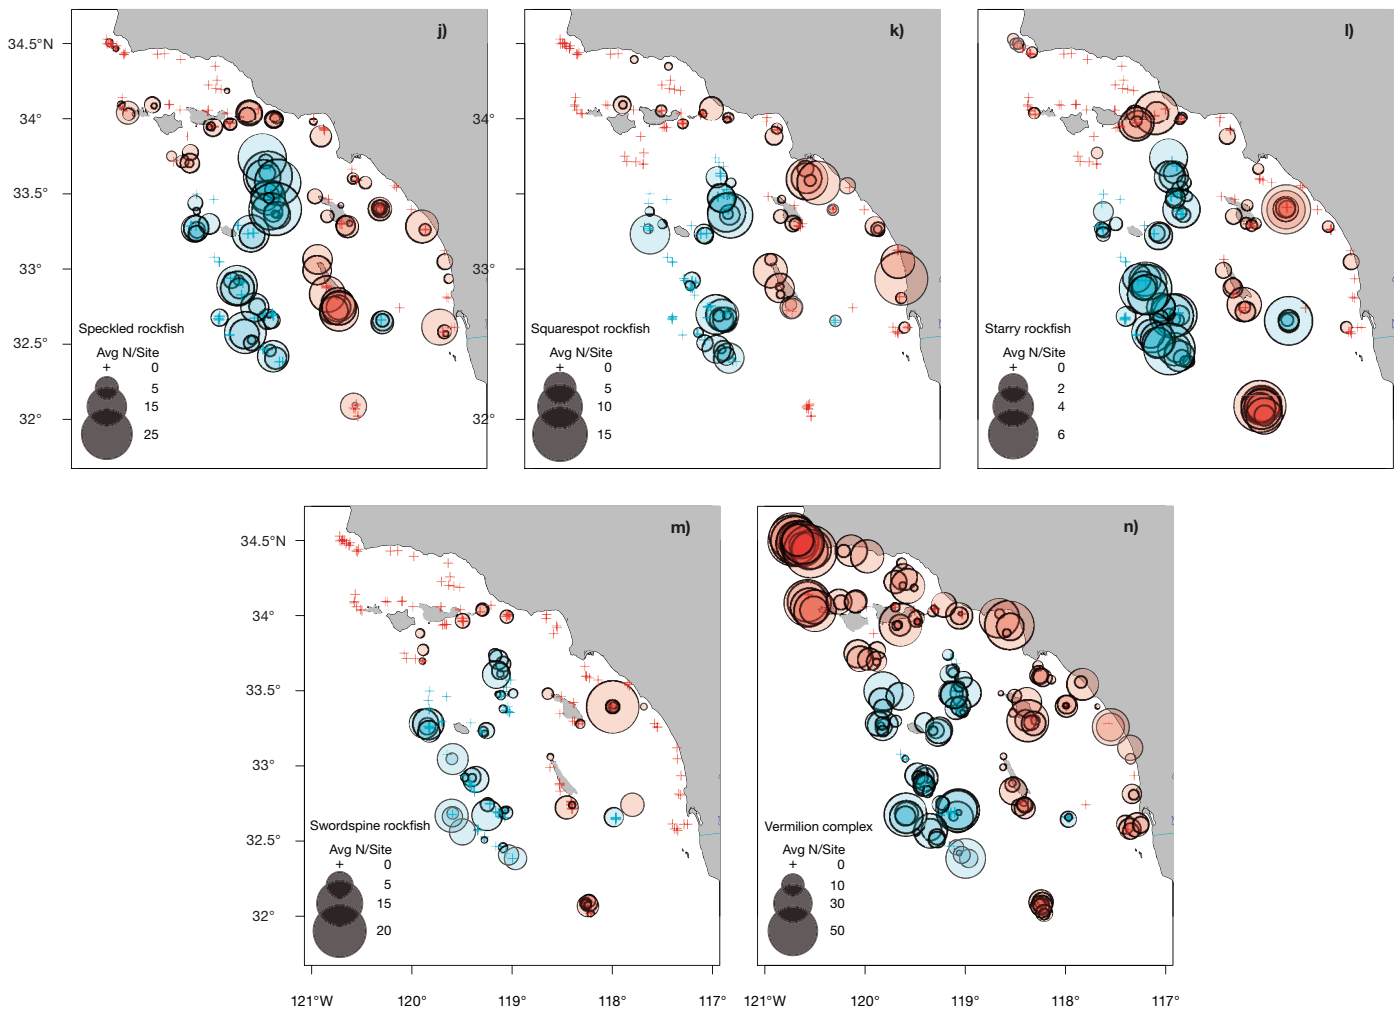 j)
k)
l)
34.5°N
34°
33.5°
33°
32.5°
32°
34°
33°
32°
Speckled rockfish
Avg N/Site
+ 0
5
15
25
Squarespot rockfish
Avg N/Site
+ 0
5
10
15
Starry rockfish
Avg N/Site
+ 0
2
4
6
m)
n)
34.5°N
34°
33.5°
33°
32.5°
32°
Swordspine rockfish
Avg N/Site
+ 0
5
15
20
Vermilion complex
Avg N/Site
+ 0
10
30
50
121°W 120° 119° 118° 117°
121°W 120° 119° 118° 117°